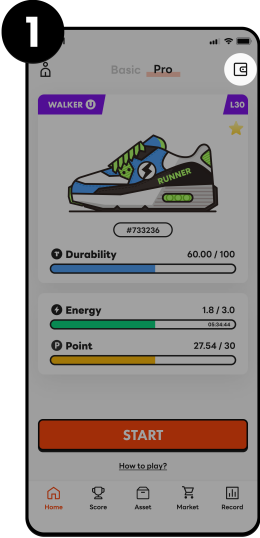 1
Basic Pro
WALKER U L30
RUNNER
#733236
T Durability 60.00 / 100
Energy 1.8 / 3.0
05:34:44
P Point 27.54 / 30
START
How to play?
Home Score Asset Market Record